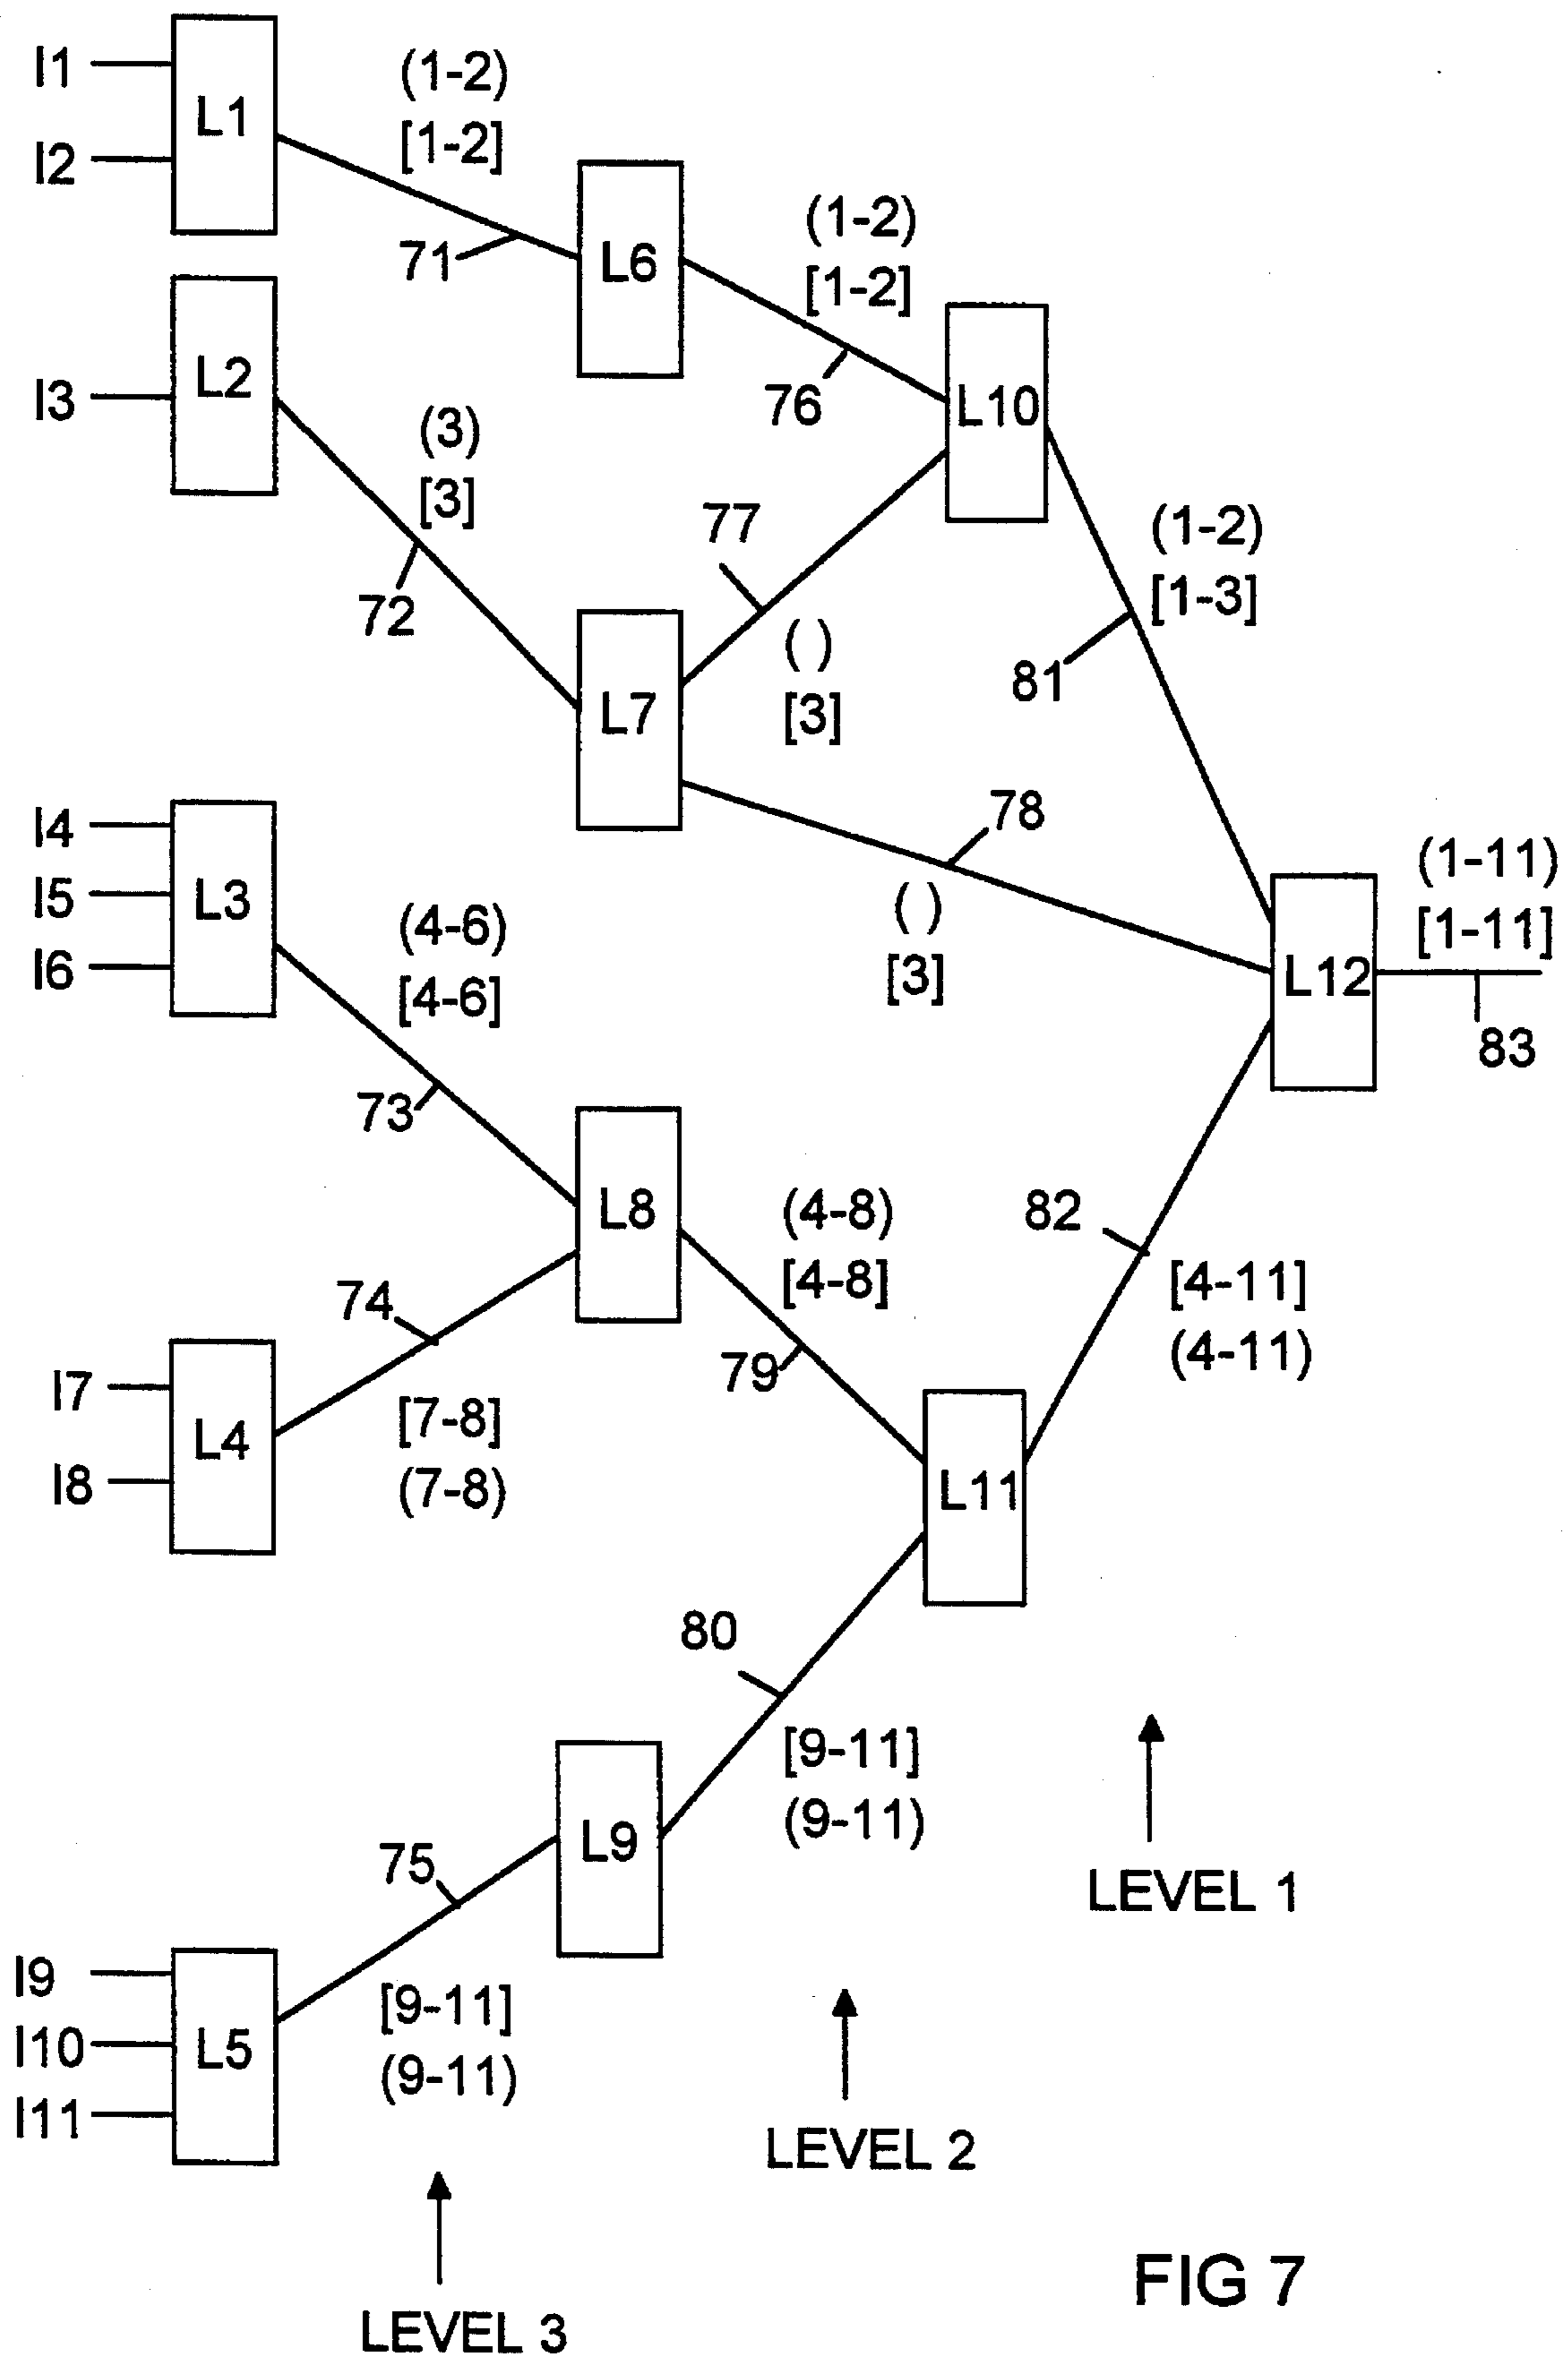 I1
I2
L1
(1-2)
[1-2]
71
L6
(1-2)
[1-2]
76
L10
I3
L2
(3)
[3]
72
77
( )
[3]
L7
(1-2)
[1-3]
81
78
( )
[3]
I4
I5
I6
L3
(4-6)
[4-6]
73
L12
(1-11)
[1-11]
83
L8
74
I7
I8
L4
[7-8]
(7-8)
(4-8)
[4-8]
79
82
[4-11]
(4-11)
L11
80
[9-11]
(9-11)
L9
75
I9
I10
I11
L5
[9-11]
(9-11)
LEVEL 1
LEVEL 2
LEVEL 3
FIG 7